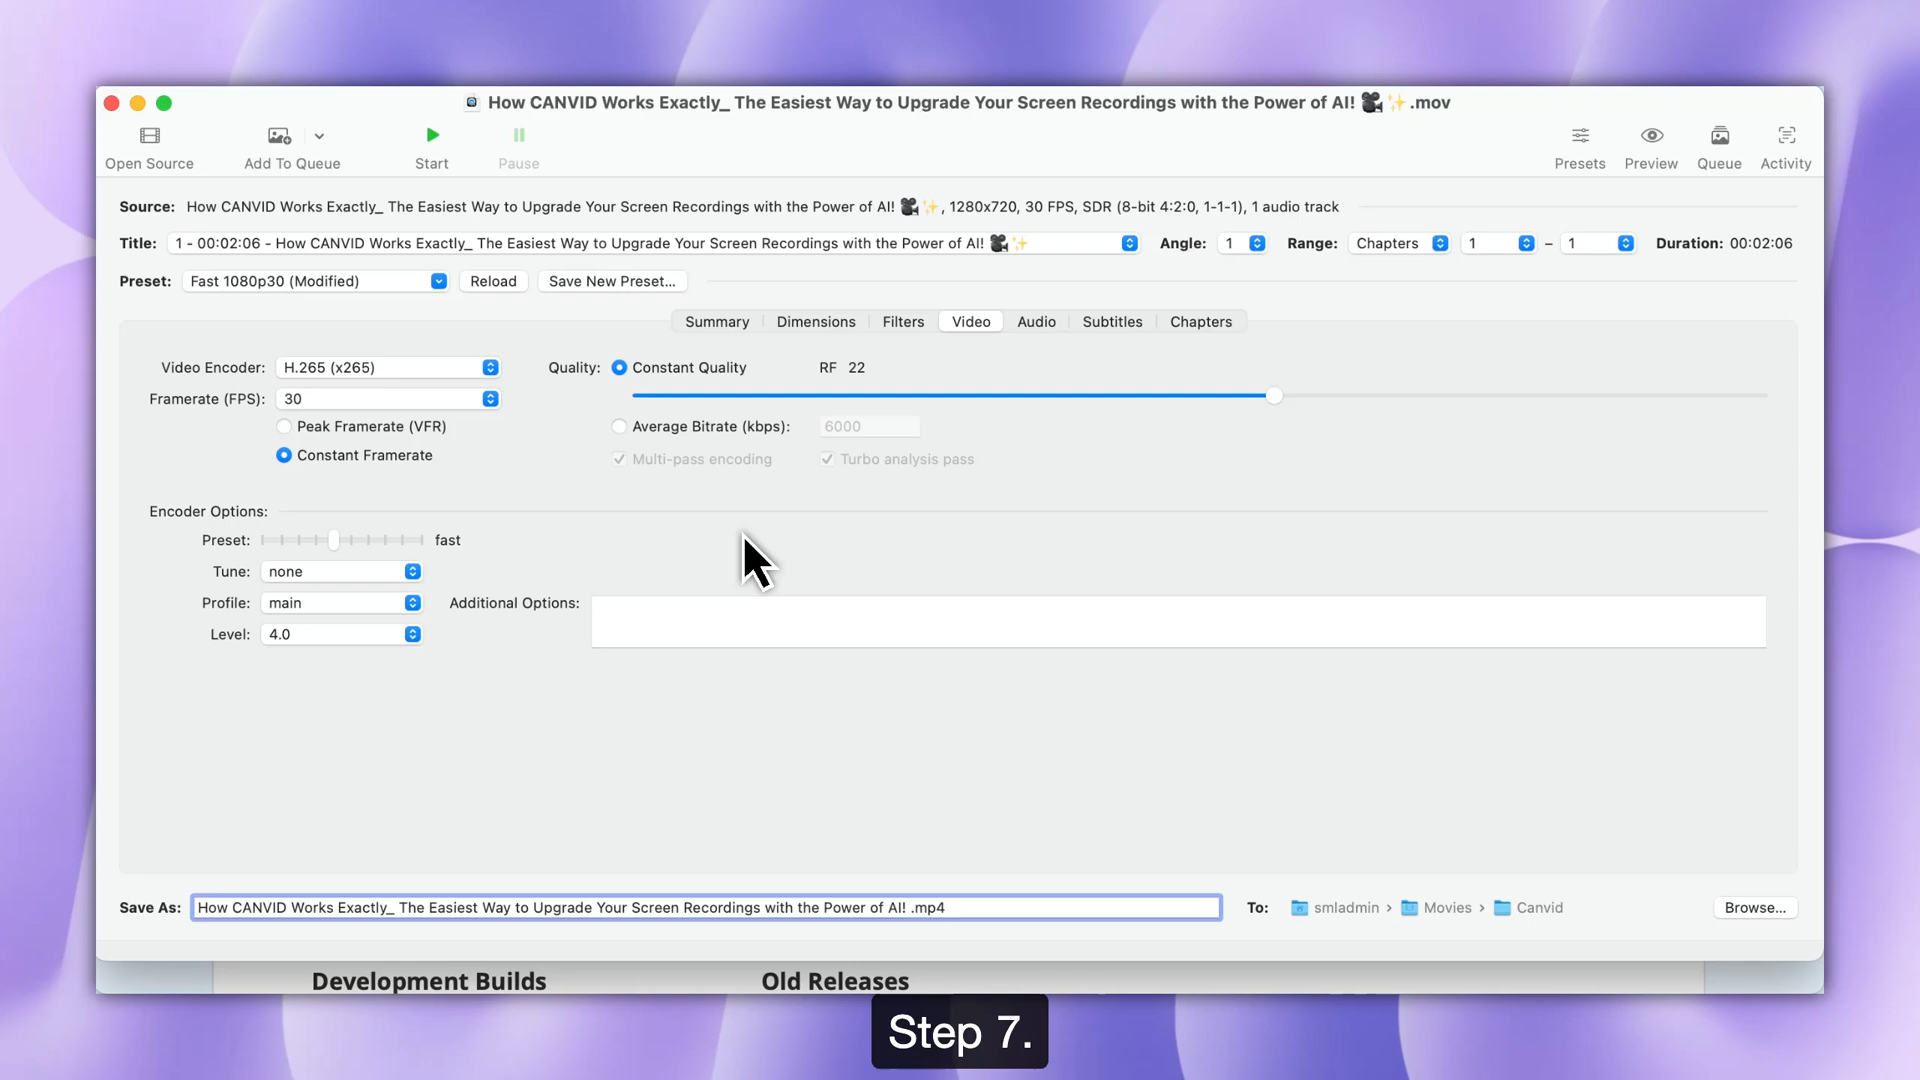 How CANVID Works Exactly_ The Easiest Way to Upgrade Your Screen Recordings with the Power of AI! 🎥✨.mov
Open Source Add To Queue Start Pause Presets Preview Queue Activity
Source: How CANVID Works Exactly_ The Easiest Way to Upgrade Your Screen Recordings with the Power of AI! 🎥✨, 1280x720, 30 FPS, SDR (8-bit 4:2:0, 1-1-1), 1 audio track
Title: 1 - 00:02:06 - How CANVID Works Exactly_ The Easiest Way to Upgrade Your Screen Recordings with the Power of AI! 🎥✨ Angle: 1 Range: Chapters 1 – 1 Duration: 00:02:06
Preset: Fast 1080p30 (Modified) Reload Save New Preset...
Summary Dimensions Filters Video Audio Subtitles Chapters
Video Encoder: H.265 (x265) Quality: Constant Quality RF 22
Framerate (FPS): 30
Peak Framerate (VFR) Average Bitrate (kbps): 6000
Constant Framerate Multi-pass encoding Turbo analysis pass
Encoder Options:
Preset: fast
Tune: none
Profile: main Additional Options:
Level: 4.0
Save As: How CANVID Works Exactly_ The Easiest Way to Upgrade Your Screen Recordings with the Power of AI! .mp4 To: smladmin › Movies › Canvid Browse...
Development Builds Old Releases
Step 7.